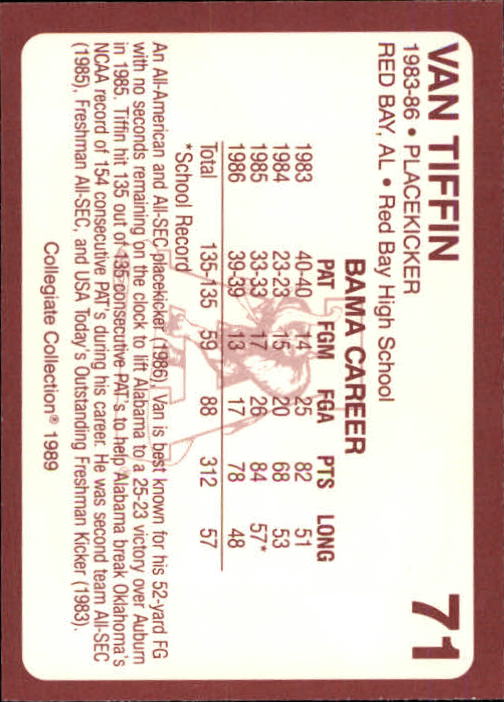 VAN TIFFIN 71
1983-86 • PLACEKICKER
RED BAY, AL • Red Bay High School
BAMA CAREER
PAT FGM FGA PTS LONG
1983 40-40 14 25 82 51
1984 23-23 15 20 68 53
1985 33-33 17 26 84 57*
1986 39-39 13 17 78 48
Total 135-135 59 88 312 57
*School Record
An All-American and All-SEC placekicker (1986), Van is best known for his 52-yard FG
with no seconds remaining on the clock to lift Alabama to a 25-23 victory over Auburn
in 1985. Tiffin hit 135 out of 135 consecutive PAT's to help Alabama break Oklahoma's
NCAA record of 154 consecutive PAT's during his career. He was second team All-SEC
(1985), Freshman All-SEC, and USA Today's Outstanding Freshman Kicker (1983).
Collegiate Collection® 1989